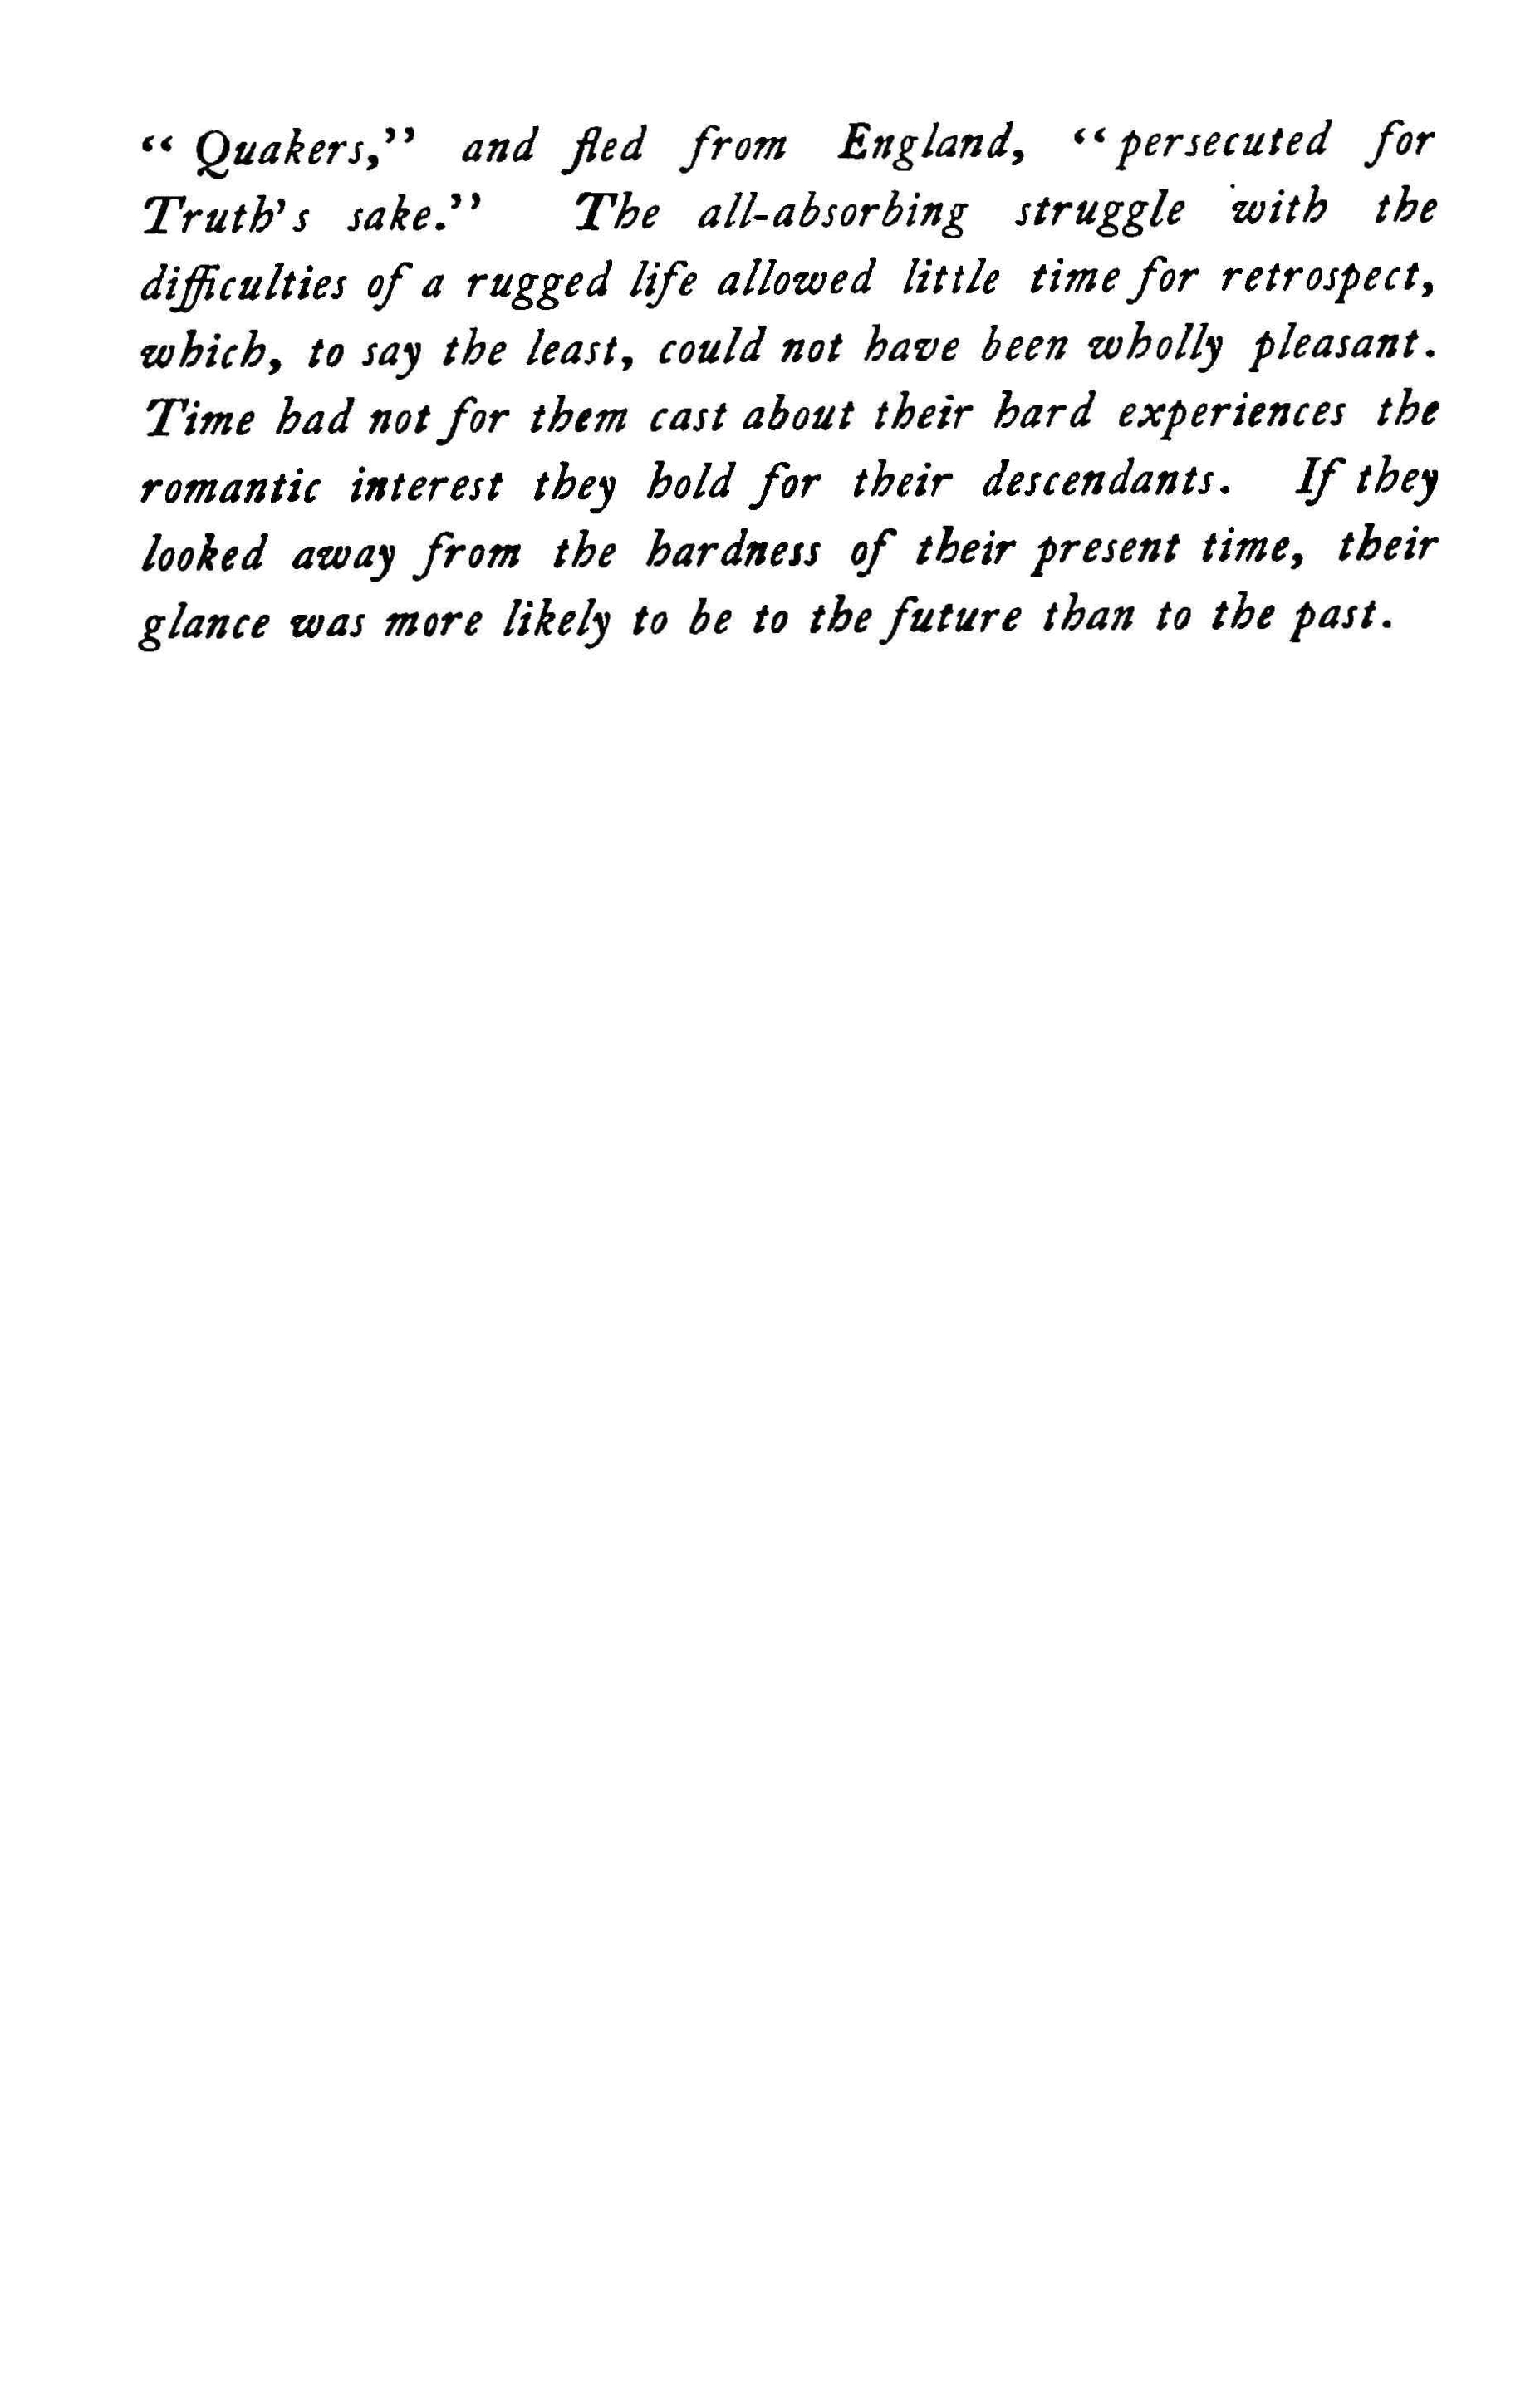 “ Quakers,” and fled from England, “persecuted for
Truth’s sake.” The all-absorbing struggle with the
difficulties of a rugged life allowed little time for retrospect,
which, to say the least, could not have been wholly pleasant.
Time had not for them cast about their hard experiences the
romantic interest they hold for their descendants. If they
looked away from the hardness of their present time, their
glance was more likely to be to the future than to the past.